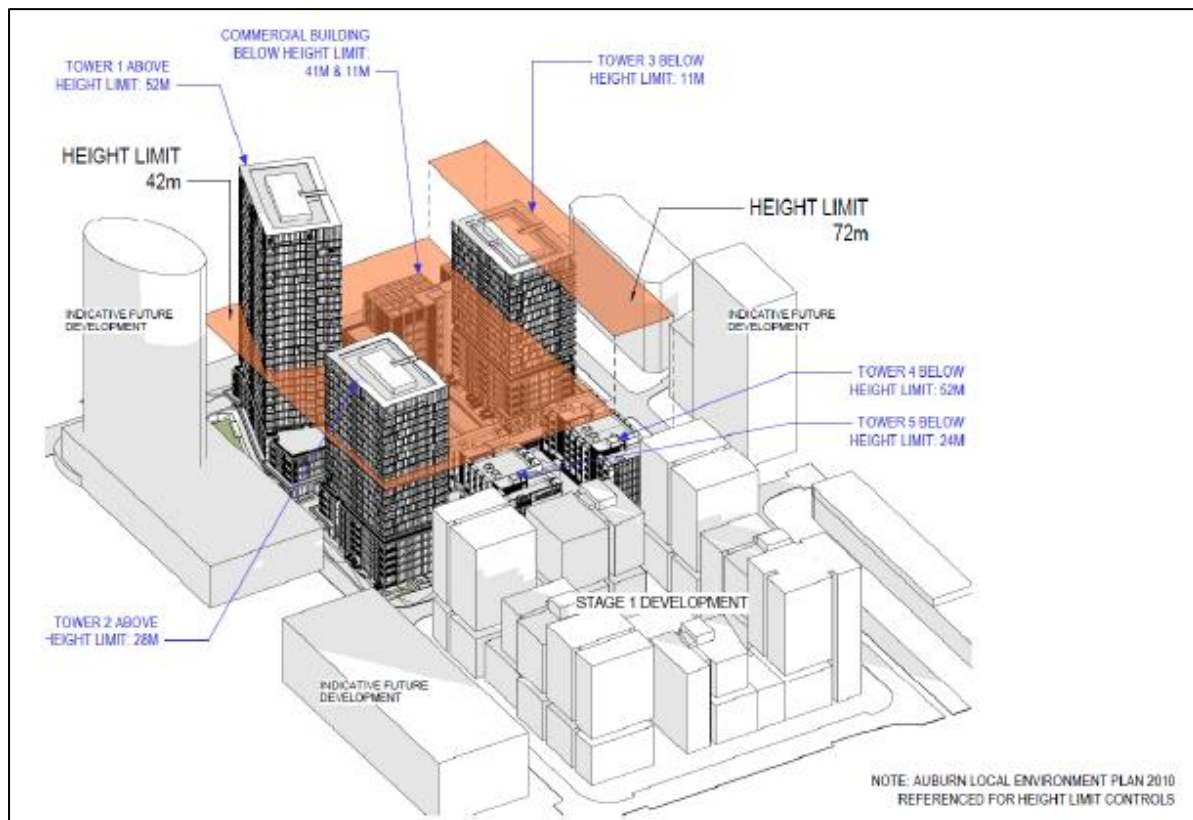 COMMERCIAL BUILDING
BELOW HEIGHT LIMIT:
41M & 11M
TOWER 1 ABOVE
HEIGHT LIMIT: 52M
TOWER 3 BELOW
HEIGHT LIMIT: 11M
HEIGHT LIMIT
42m
HEIGHT LIMIT
72m
INDICATIVE FUTURE
DEVELOPMENT
INDICATIVE FUTURE
DEVELOPMENT
TOWER 4 BELOW
HEIGHT LIMIT: 52M
TOWER 5 BELOW
HEIGHT LIMIT: 24M
STAGE 1 DEVELOPMENT
TOWER 2 ABOVE
HEIGHT LIMIT: 28M
INDICATIVE FUTURE
DEVELOPMENT
NOTE: AUBURN LOCAL ENVIRONMENT PLAN 2010
REFERENCED FOR HEIGHT LIMIT CONTROLS